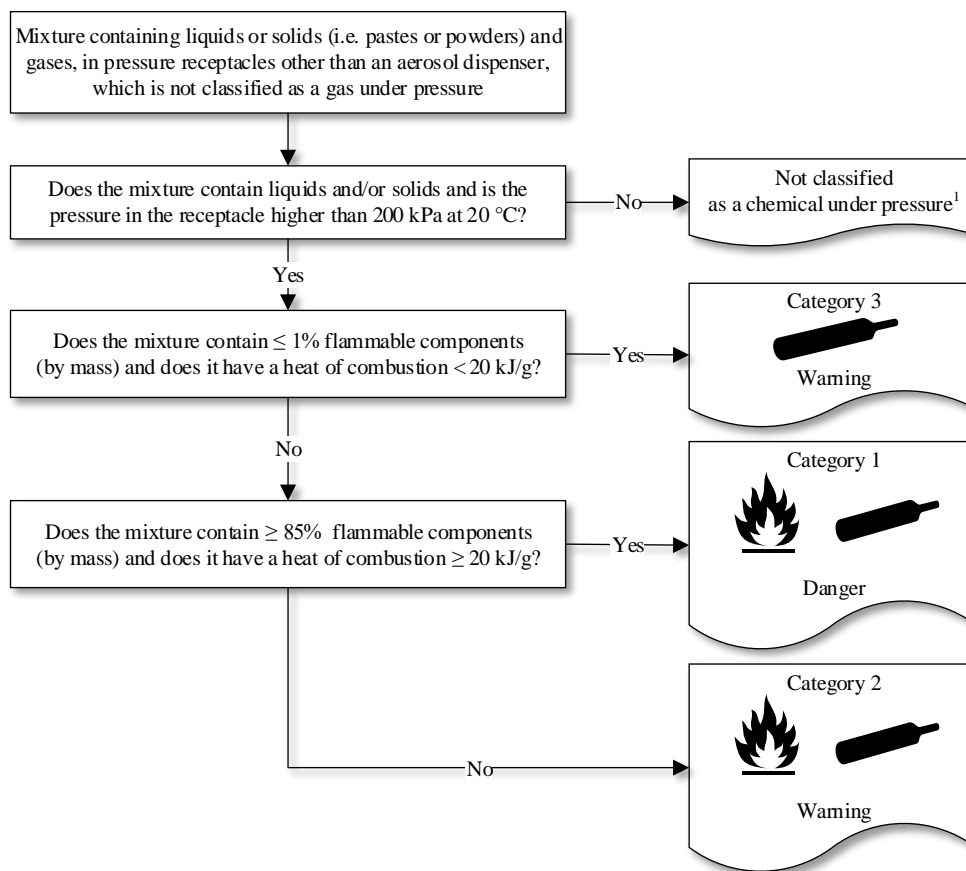 Mixture containing liquids or solids (i.e. pastes or powders) and
gases, in pressure receptacles other than an aerosol dispenser,
which is not classified as a gas under pressure
Does the mixture contain liquids and/or solids and is the
pressure in the receptacle higher than 200 kPa at 20 °C?
No
Not classified
as a chemical under pressure¹
Yes
Does the mixture contain ≤ 1% flammable components
(by mass) and does it have a heat of combustion < 20 kJ/g?
Yes
Category 3
Warning
No
Does the mixture contain ≥ 85% flammable components
(by mass) and does it have a heat of combustion ≥ 20 kJ/g?
Yes
Category 1
Danger
No
Category 2
Warning